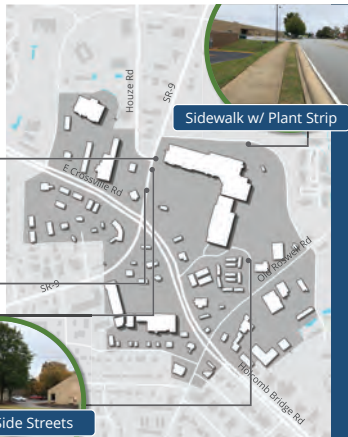 Houze Rd
SR-9
Sidewalk w/ Plant Strip
E Crossville Rd
Old Roswell Rd
SR-9
Holcomb Bridge Rd
Side Streets